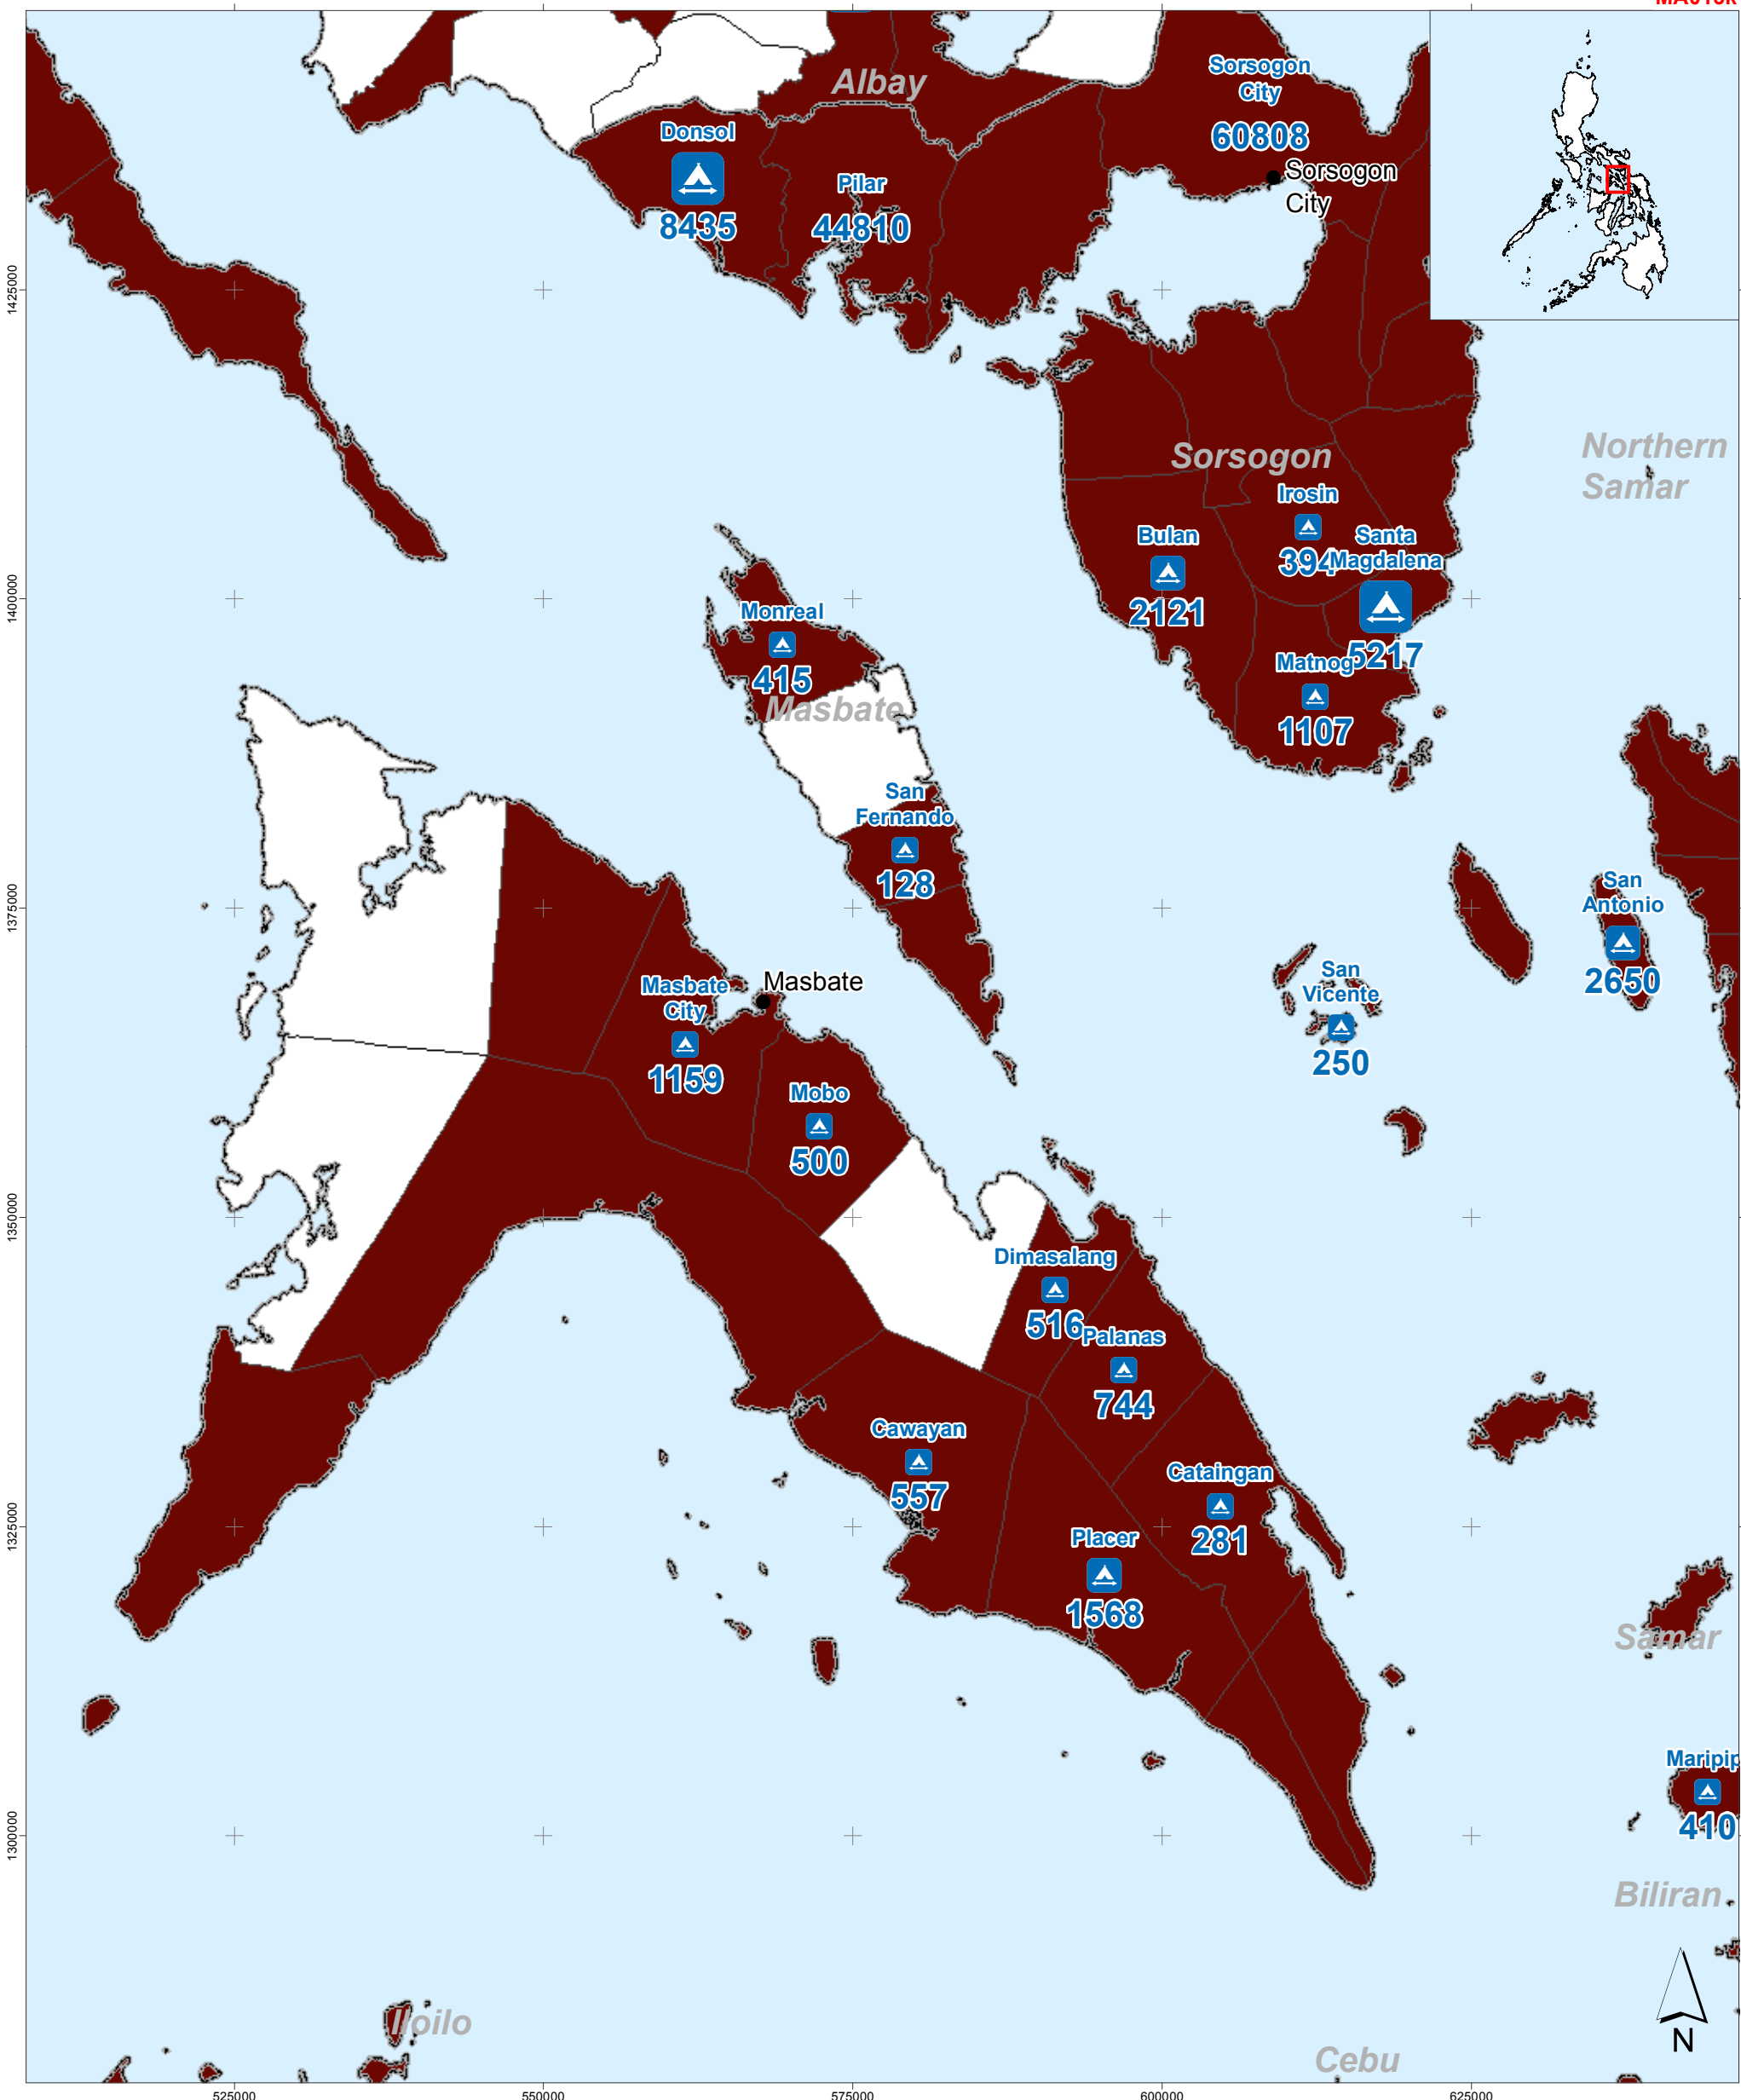 Albay
Sorsogon
City
60808
Sorsogon
City
Donsol
8435
Pilar
44810
1425000
Sorsogon
Northern
Samar
Irosin
394
Santa
Magdalena
5217
Bulan
2121
1400000
Monreal
415
Masbate
Matnog
1107
San
Fernando
128
1375000
San
Antonio
2650
San
Vicente
250
Masbate
Masbate
City
1159
Mobo
500
1350000
Dimasalang
516
Palanas
744
Cawayan
557
Cataingan
281
1325000
Placer
1568
Samar
Maripip
410
1300000
Biliran
Iloilo
Cebu
N
525000
550000
575000
600000
625000